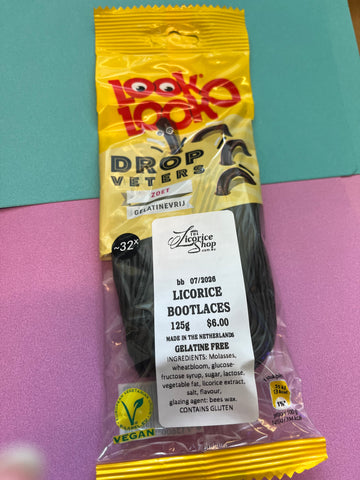 LOOK
LOOK
DROP
VETERS
ZOET
GELATINEVRIJ
~32x
THE
Licorice
Shop
.com.au
bb 07/2026
LICORICE
BOOTLACES
125g $6.00
MADE IN THE NETHERLANDS
GELATINE FREE
INGREDIENTS: Molasses,
wheatbloom, glucose-
fructose syrup, sugar, lactose,
vegetable fat, licorice extract,
salt, flavour,
glazing agent: bees wax.
CONTAINS GLUTEN
V
VEGAN